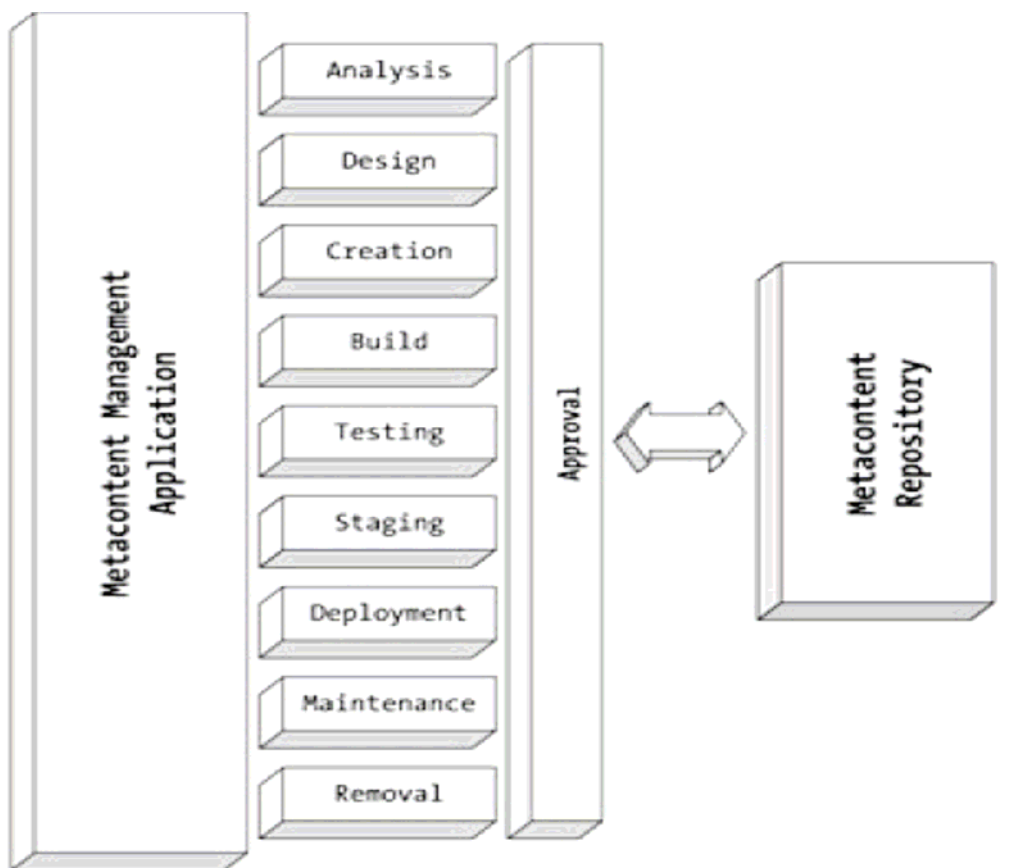 Metacontent Management
Application
Analysis
Design
Creation
Build
Testing
Staging
Deployment
Maintenance
Removal
Approval
Metacontent
Repository